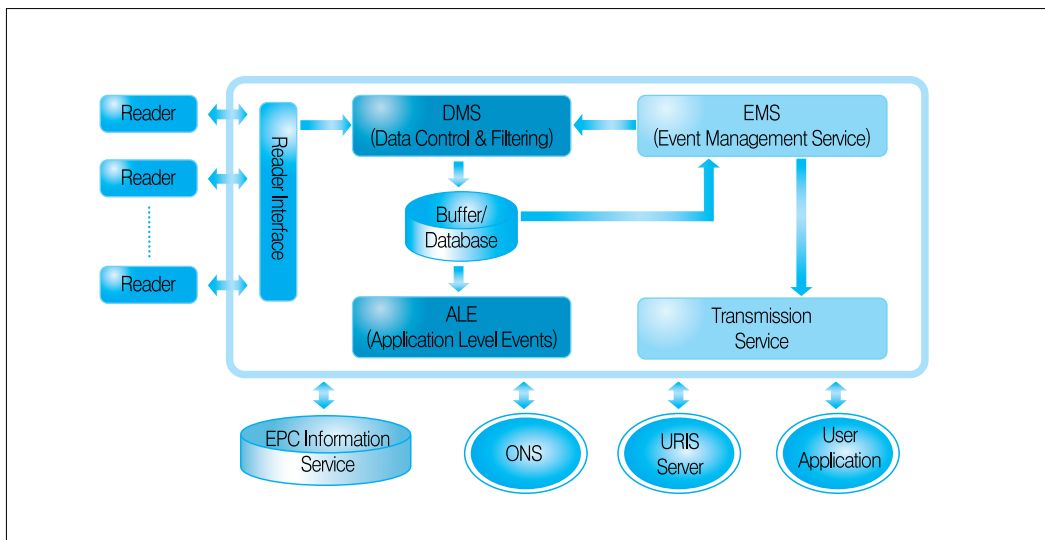 Reader
Reader
Reader
Reader Interface
DMS
(Data Control & Filtering)
EMS
(Event Management Service)
Buffer/
Database
ALE
(Application Level Events)
Transmission
Service
EPC Information
Service
ONS
URIS
Server
User
Application